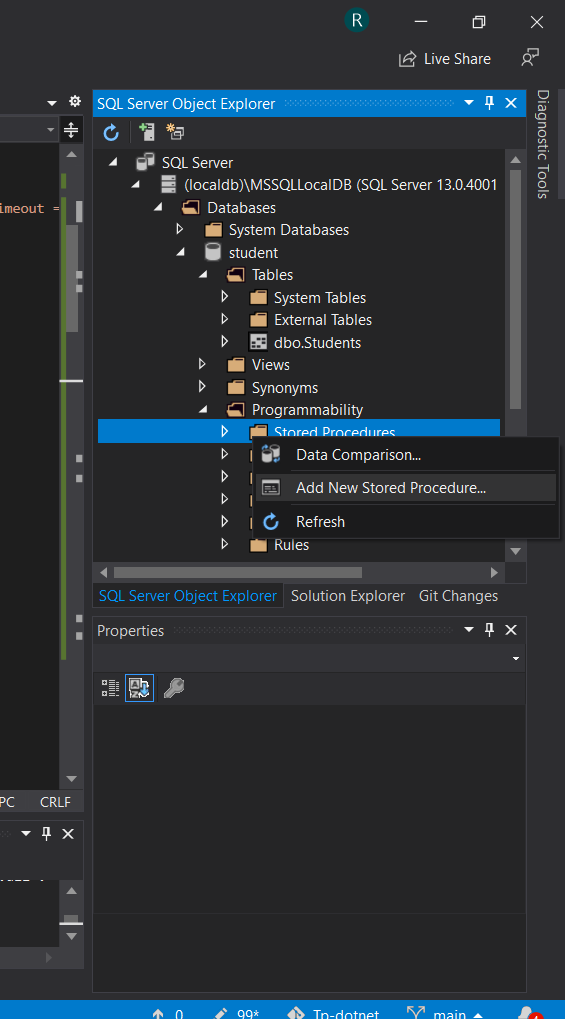 R
Live Share
SQL Server Object Explorer
Diagnostic Tools
SQL Server
(localdb)\MSSQLLocalDB (SQL Server 13.0.4001
imeout =
Databases
System Databases
student
Tables
System Tables
External Tables
dbo.Students
Views
Synonyms
Programmability
Stored Procedures
Data Comparison...
Add New Stored Procedure...
Refresh
Rules
SQL Server Object Explorer Solution Explorer Git Changes
Properties
PC CRLF
0 99* Tp-dotnet main